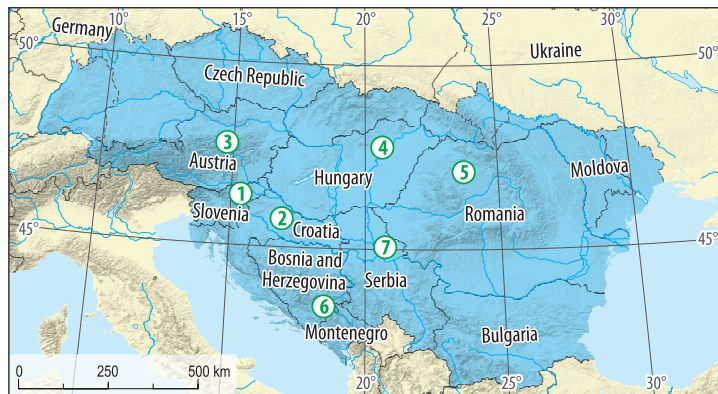 10°
15°
20°
25°
30°
Germany
50°
Ukraine
50°
Czech Republic
3
4
Austria
5
Moldova
Hungary
1
Slovenia
2
Romania
Croatia
45°
7
45°
Bosnia and
Herzegovina
Serbia
6
Montenegro
Bulgaria
0
250
500 km
20°
25°
30°